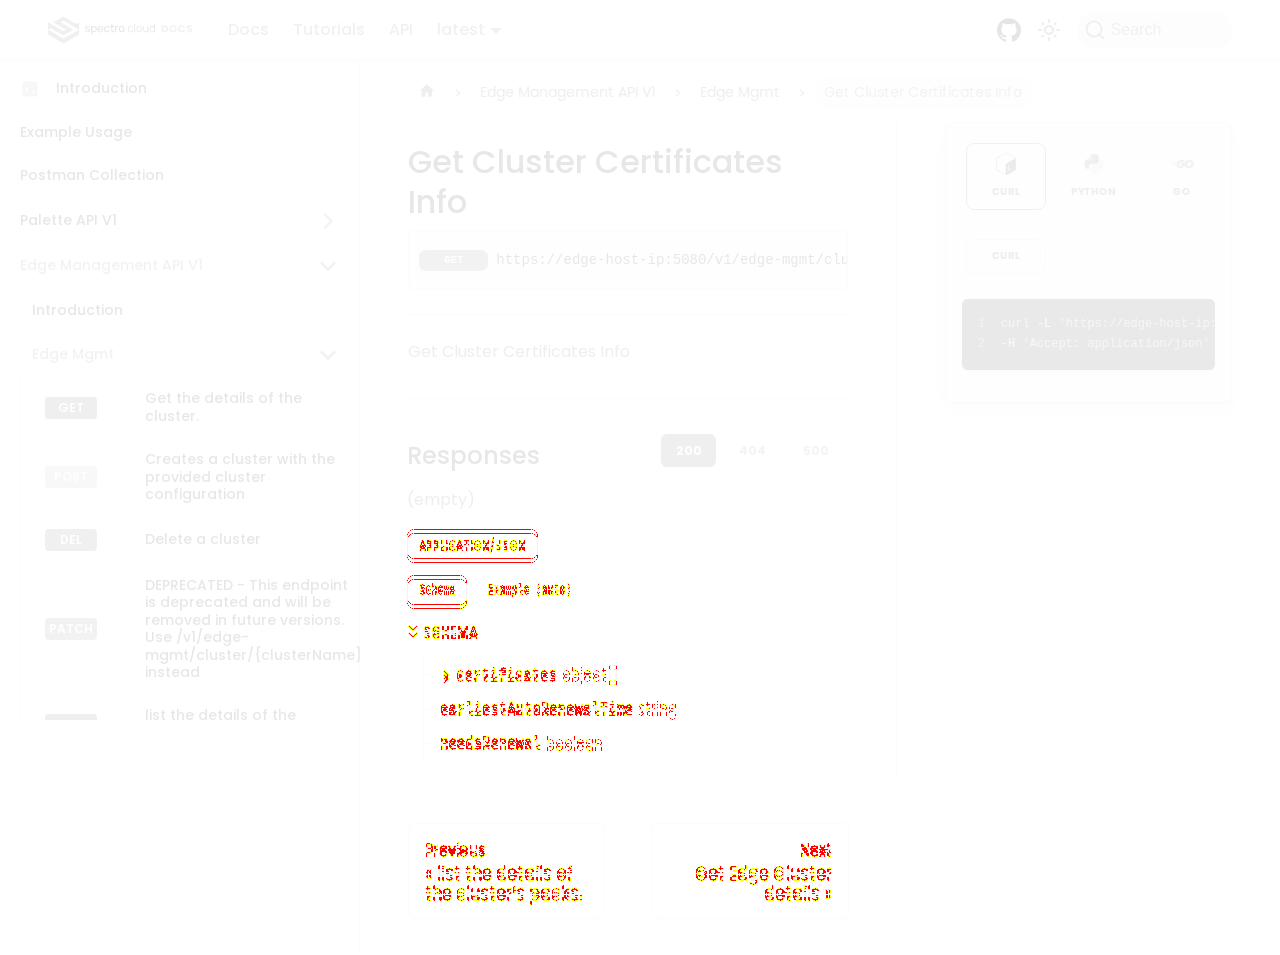 spectro cloud DOCS
Docs
Tutorials
API
latest
Search
Introduction
Example Usage
Postman Collection
Palette API V1
Edge Management API V1
Introduction
Edge Mgmt
GET
Get the details of the
cluster.
POST
Creates a cluster with the
provided cluster
configuration
DEL
Delete a cluster
PATCH
DEPRECATED - This endpoint
is deprecated and will be
removed in future versions.
Use /v1/edge-
mgmt/cluster/{clusterName}
instead
list the details of the
Edge Management API V1
Edge Mgmt
Get Cluster Certificates Info
Get Cluster Certificates
Info
GET
https://edge-host-ip:5080/v1/edge-mgmt/clu
Get Cluster Certificates Info
Responses
200
404
500
(empty)
APPLICATION/JSON
Schema
Example (auto)
SCHEMA
certificates object[]
earliestAutoRenewalTime string
needsRenewal boolean
Previous
« list the details of
the cluster's packs.
Next
Get Edge Cluster
details »
CURL
PYTHON
GO
CURL
1 curl -L 'https://edge-host-ip:
2 -H 'Accept: application/json'